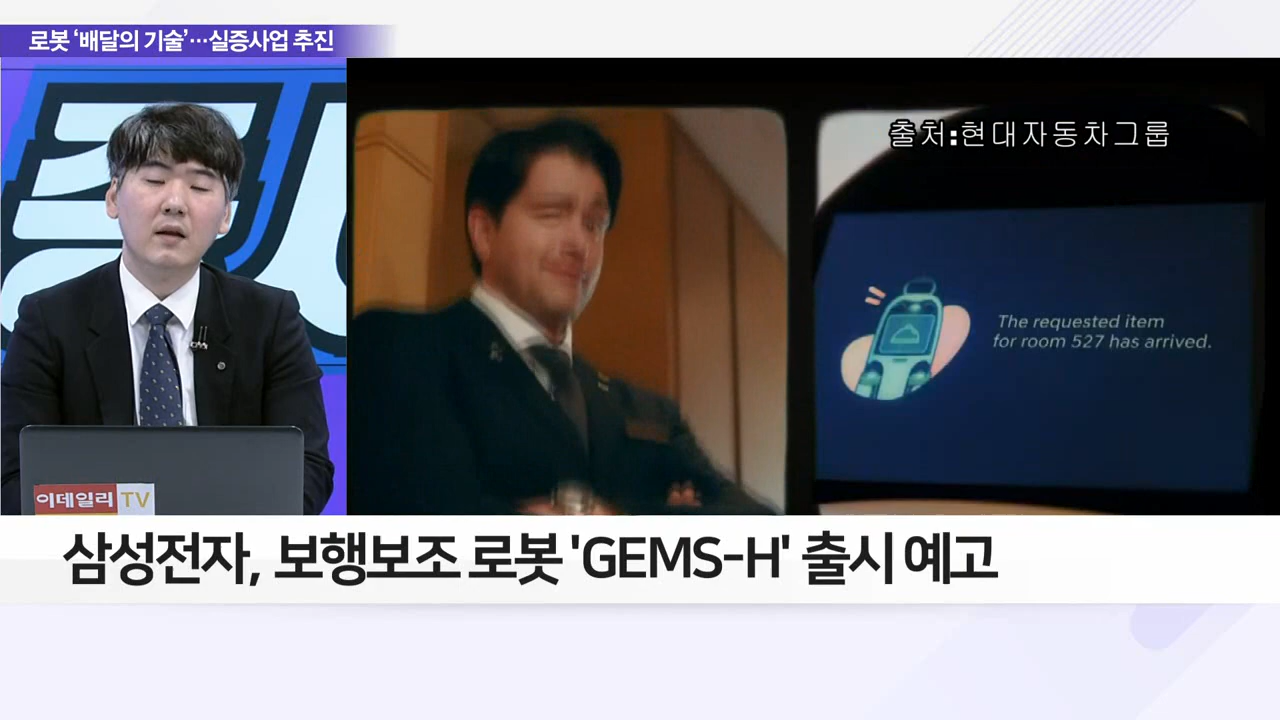 로봇 ‘배달의 기술’…실증사업 추진
출처:현대자동차그룹
The requested item
for room 527 has arrived.
이데일리TV
삼성전자, 보행보조 로봇 'GEMS-H' 출시 예고